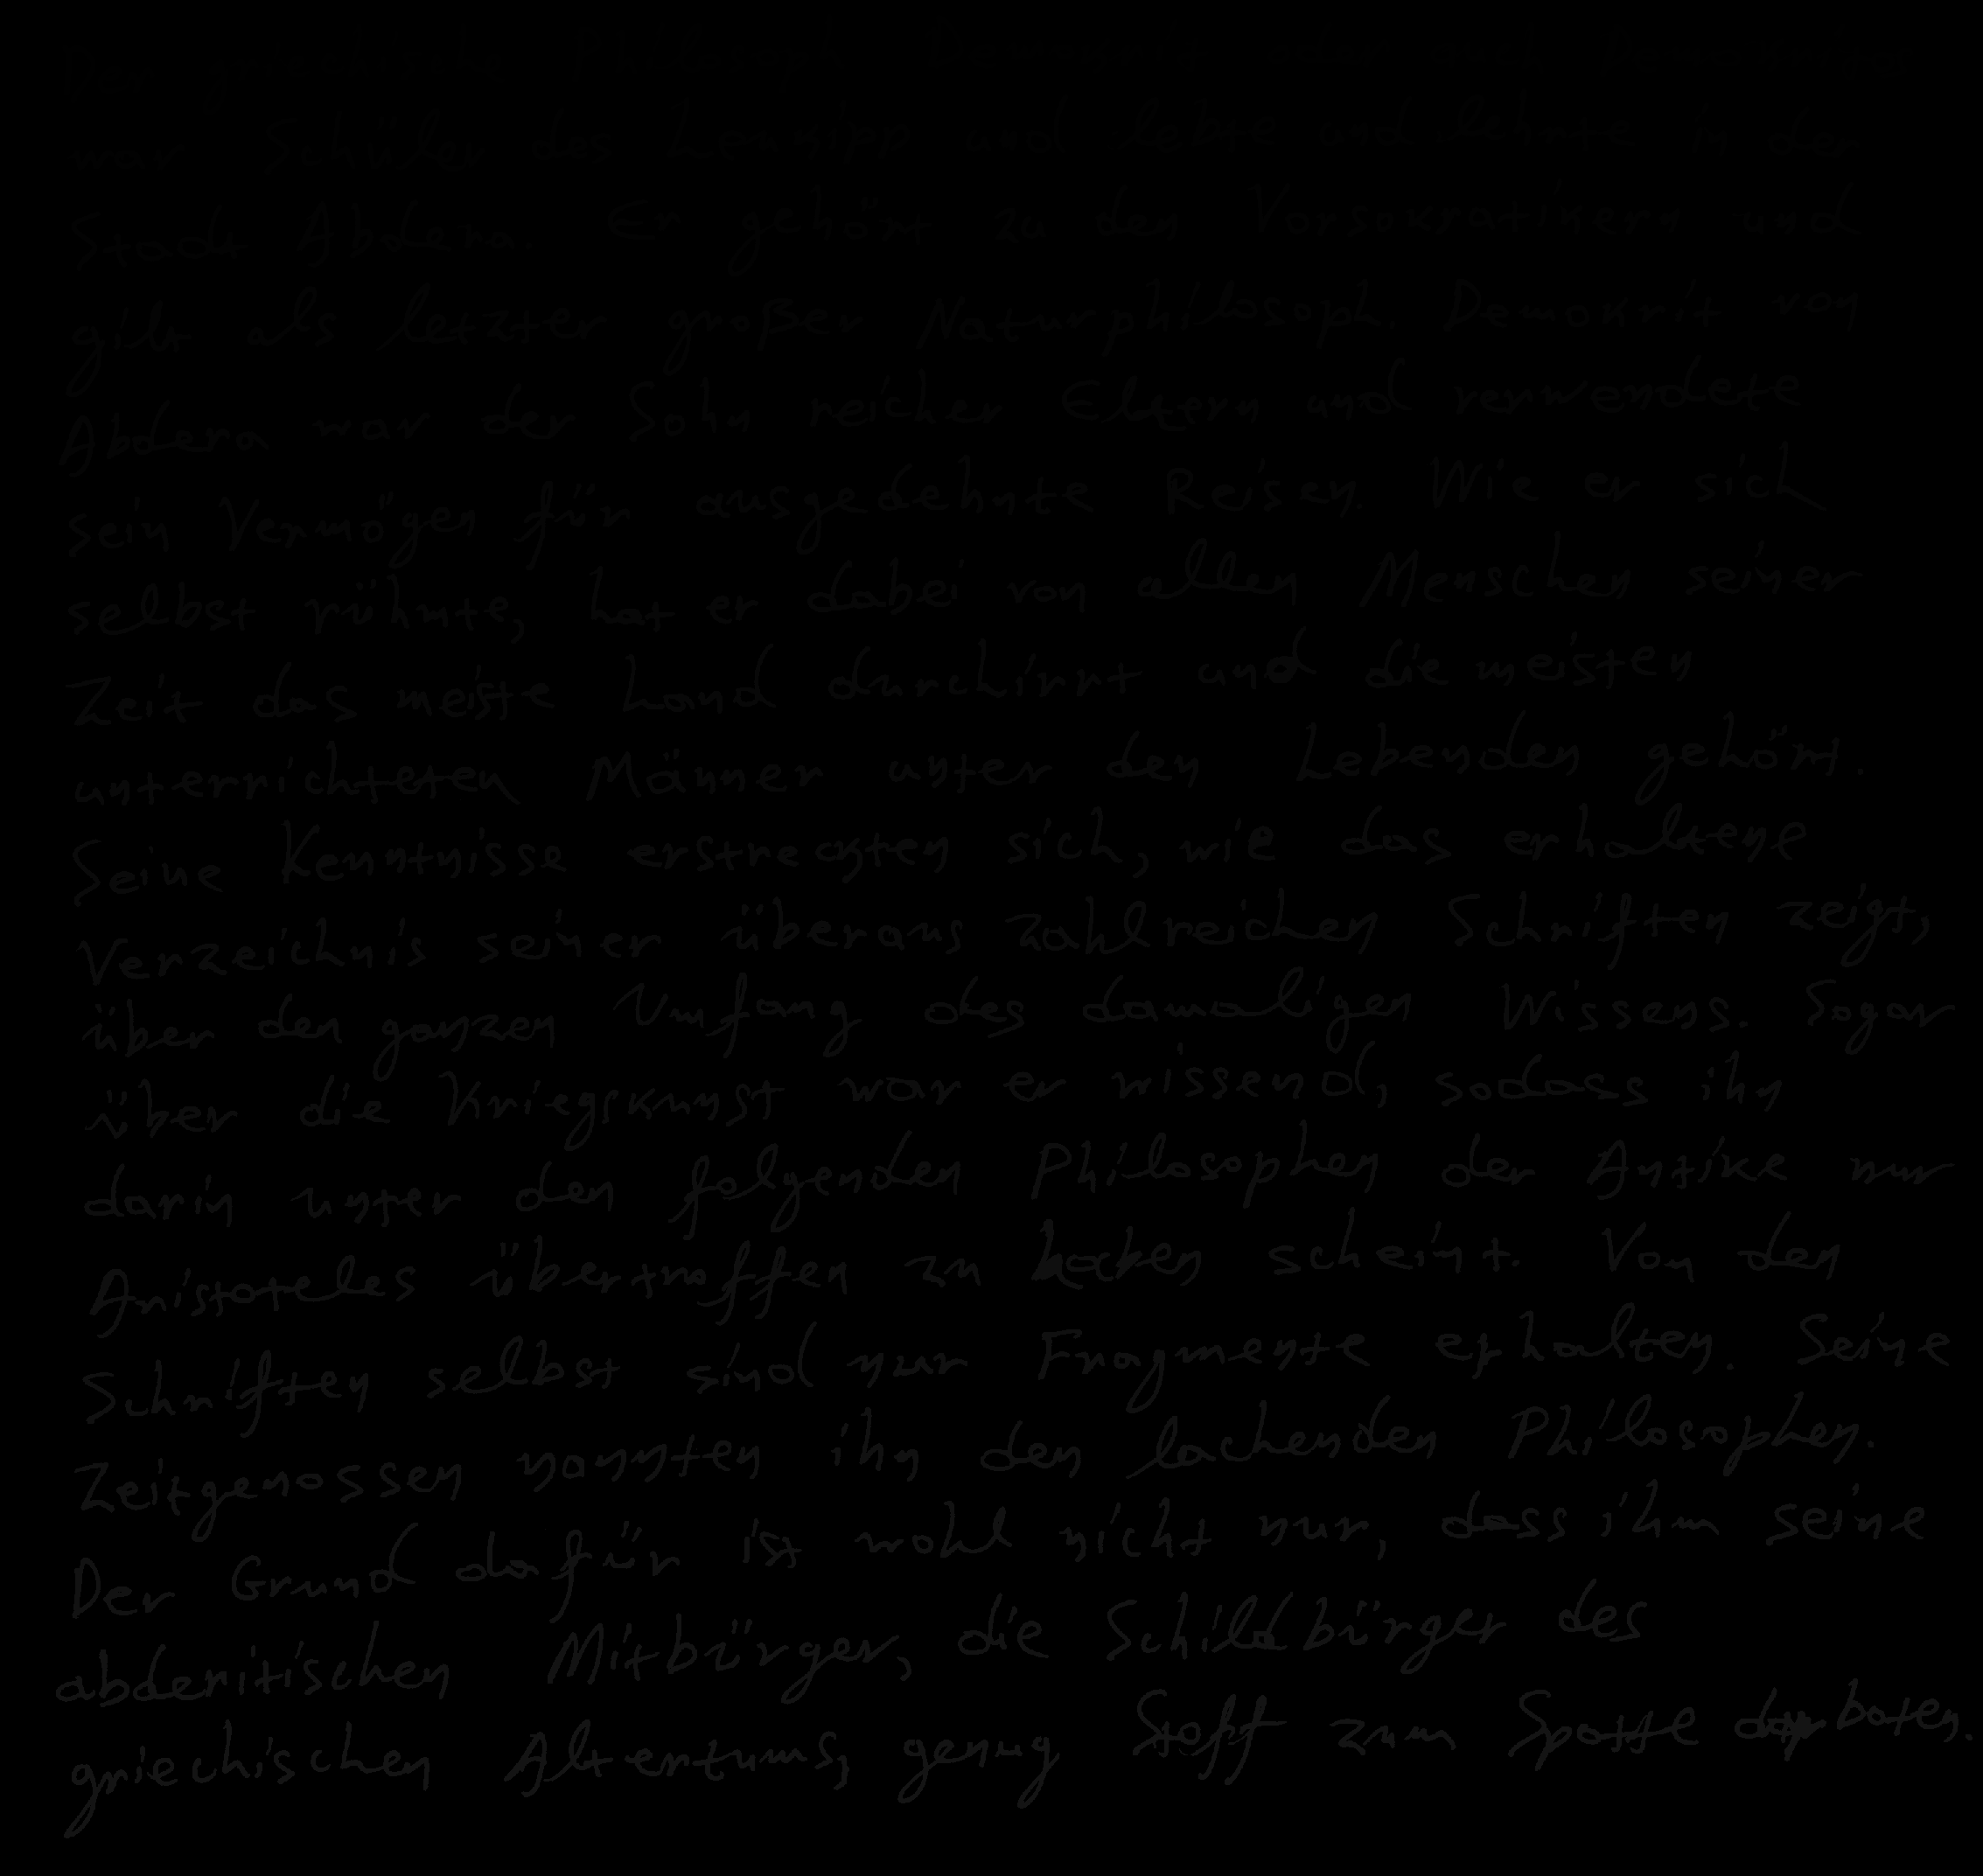 Der griechische Philosoph Demokrit
war Schüler des Leukipp und lebte und lehrte in der
Stadt Abdera. Er gehört zu den Vorsokratikern und
gilt als letzter großer Naturphilosoph. Demokrit von
Abdera war der Sohn reicher Eltern und verwendete
sein Vermögen für ausgedehnte Reisen. Wie er sich
selbst rühmte, hat er dabei von allen Menschen seiner
Zeit das meiste Land durchirrt und die meisten
unterrichteten Männer unter den Lebenden gehört.
Seine Kenntnisse erstreckten sich, wie das erhaltene
Verzeichnis seiner überaus zahlreichen Schriften zeigt,
über den ganzen Umfang des damaligen Wissens. Sogar
über die Kriegskunst war er wissend, sodass ihn
darin unter den folgenden Philosophen der Antike nur
Aristoteles übertroffen zu haben scheint. Von den
Schriften selbst sind nur Fragmente erhalten. Seine
Zeitgenossen nannten ihn den lachenden Philosophen.
Der Grund dafür ist wohl nicht nur, dass ihm seine
abderitischen Mitbürger, die Schildbürger des
griechischen Altertums, genug Stoff zum Spotte darboten.